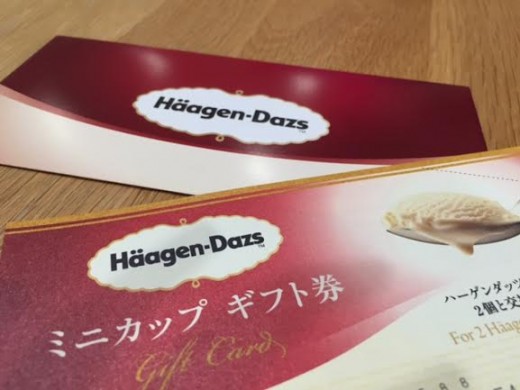 Häagen-Dazs
Häagen-Dazs
ミニカップ ギフト券
Gift Card
ハーゲンダッツ
2個と交
For 2 Häag